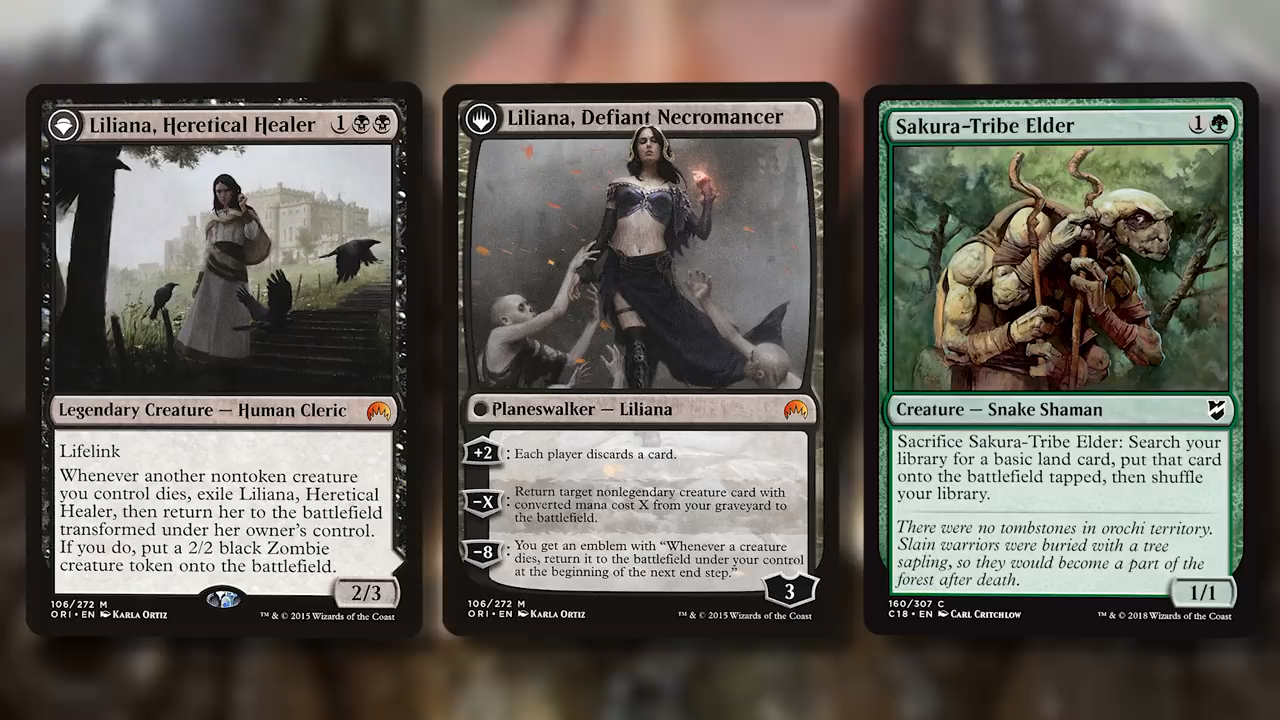 Liliana, Heretical Healer 1
Legendary Creature — Human Cleric
Lifelink
Whenever another nontoken creature
you control dies, exile Liliana, Heretical
Healer, then return her to the battlefield
transformed under her owner's control.
If you do, put a 2/2 black Zombie
creature token onto the battlefield.
2/3
106/272 M
ORI • EN KARLA ORTIZ
™ & © 2015 Wizards of the Coast
Liliana, Defiant Necromancer
Planeswalker — Liliana
+2 : Each player discards a card.
−X : Return target nonlegendary creature card with
converted mana cost X from your graveyard to
the battlefield.
−8 : You get an emblem with “Whenever a creature
dies, return it to the battlefield under your control
at the beginning of the next end step.”
3
106/272 M
ORI • EN KARLA ORTIZ
™ & © 2015 Wizards of the Coast
Sakura-Tribe Elder 1
Creature — Snake Shaman
Sacrifice Sakura-Tribe Elder: Search your
library for a basic land card, put that card
onto the battlefield tapped, then shuffle
your library.
There were no tombstones in orochi territory.
Slain warriors were buried with a tree
sapling, so they would become a part of the
forest after death.
1/1
160/307 C
C18 • EN CARL CRITCHLOW
™ & © 2018 Wizards of the Coast